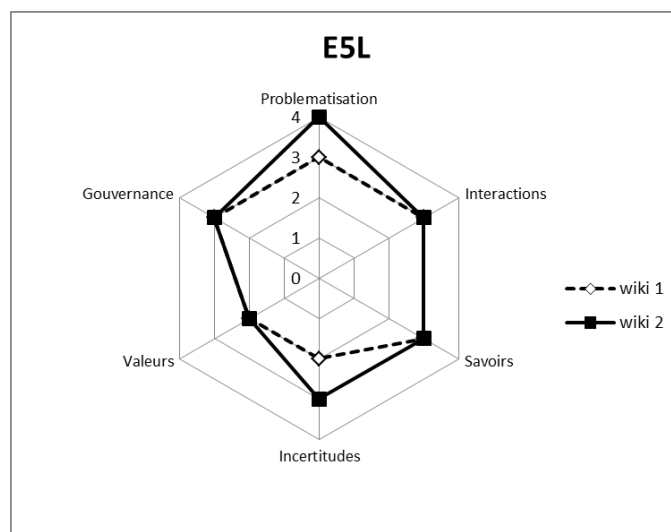 E5L
Problematisation
4
3
2
1
0
Gouvernance
Interactions
Valeurs
Savoirs
Incertitudes
wiki 1
wiki 2